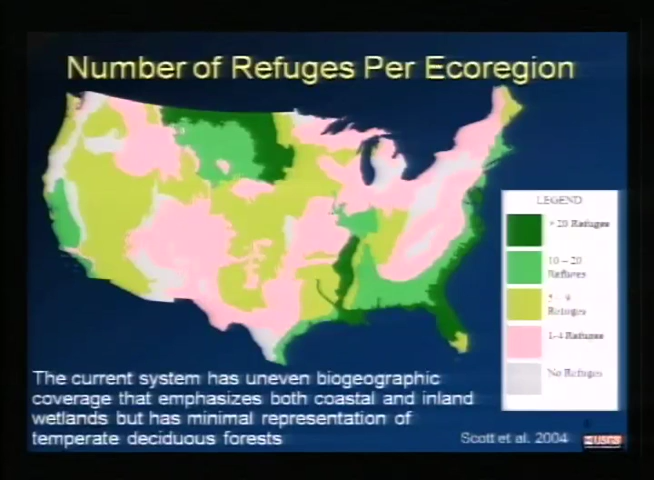 Number of Refuges Per Ecoregion
LEGEND
> 20 Refuges
10 – 20
Refuges
5 – 9
Refuges
1-4 Refuges
No Refuges
The current system has uneven biogeographic
coverage that emphasizes both coastal and inland
wetlands but has minimal representation of
temperate deciduous forests
Scott et al. 2004
USGS